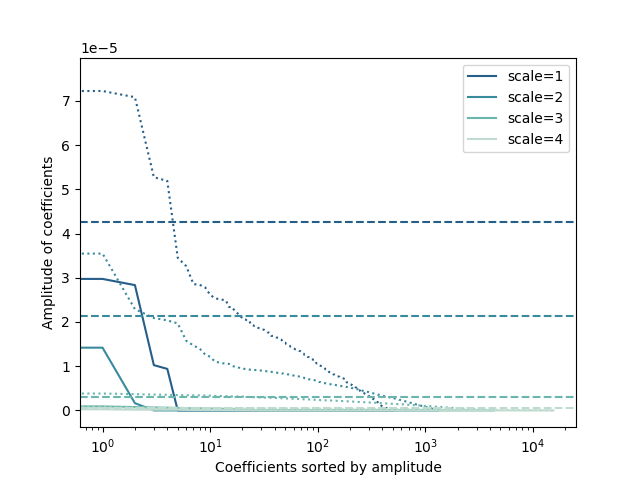 1e−5
scale=1
scale=2
scale=3
scale=4
7
6
5
4
3
2
1
0
Amplitude of coefficients
10⁰ 10¹ 10² 10³ 10⁴
Coefficients sorted by amplitude